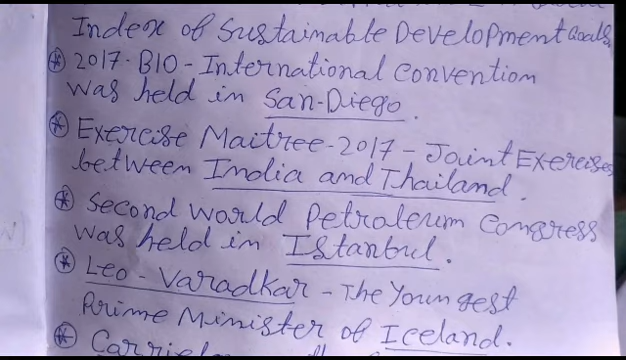 Index of Sustainable Development Goals
* 2017-BIO-International Convention
was held in San-Diego.
* Exercise Maitree-2017 - Joint Exercises
between India and Thailand.
* Second World Petroleum Congress
was held in Istanbul.
* Leo-Varadkar - The Youngest
Prime Minister of Iceland.